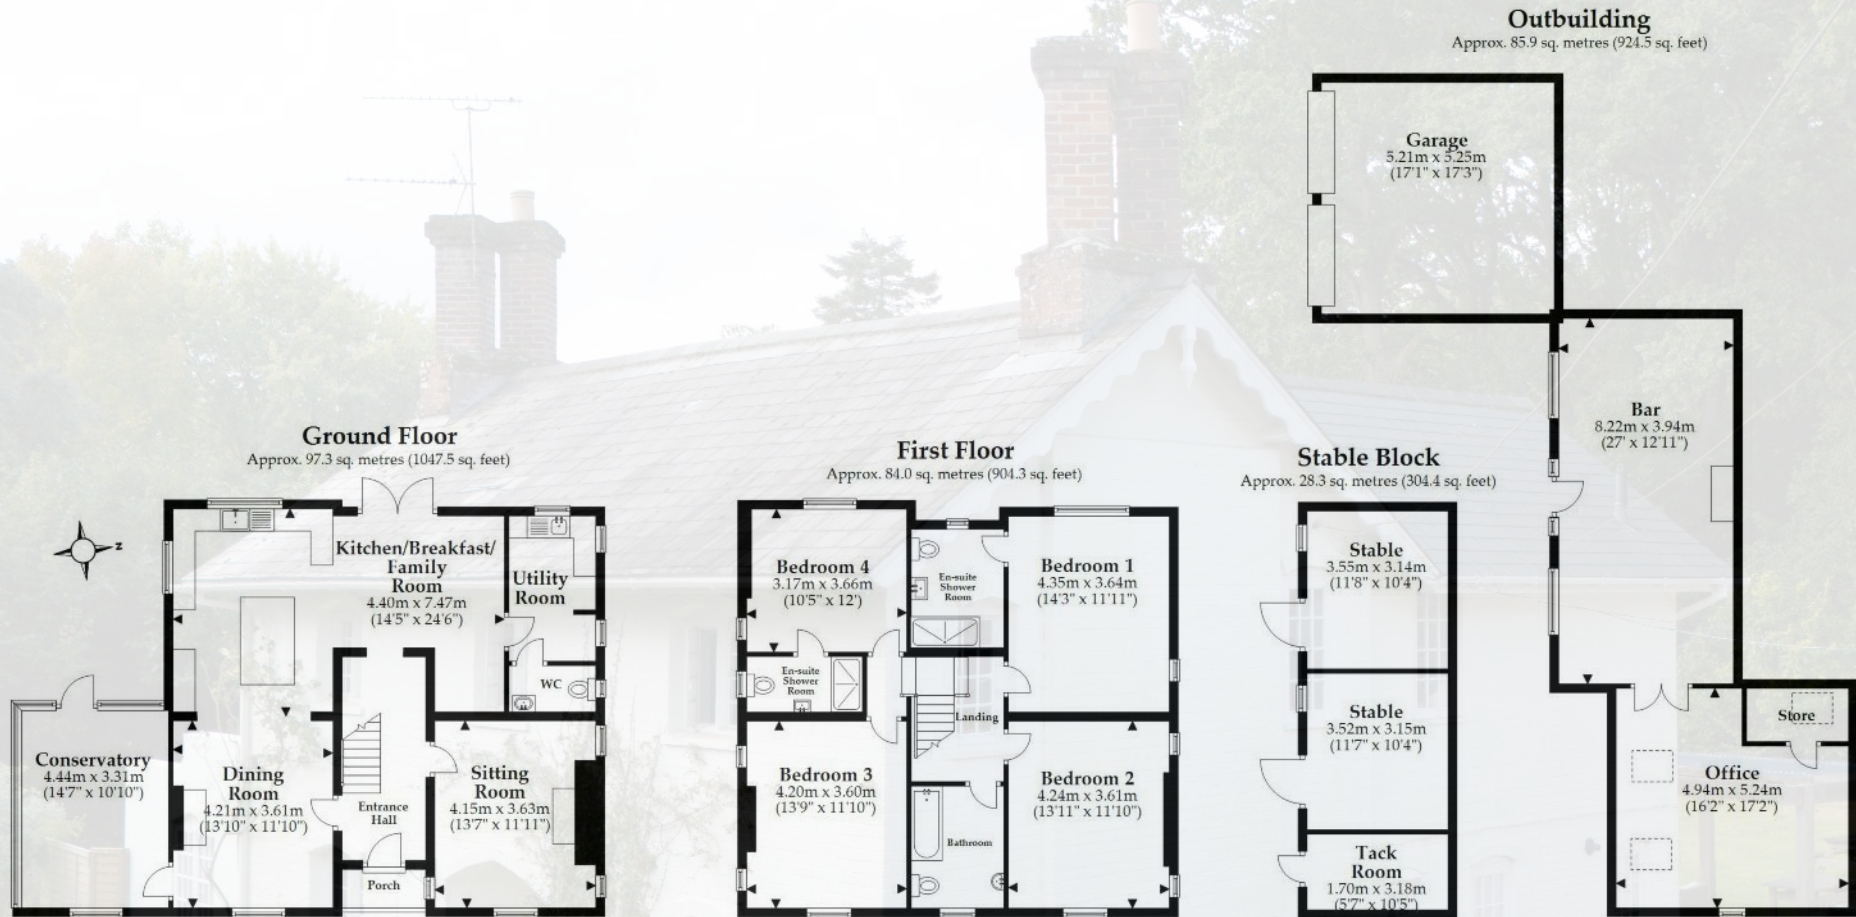 Outbuilding
Approx. 85.9 sq. metres (924.5 sq. feet)
Garage
5.21m x 5.25m
(17'1" x 17'3")
Bar
8.22m x 3.94m
(27' x 12'11")
Store
Office
4.94m x 5.24m
(16'2" x 17'2")
Ground Floor
Approx. 97.3 sq. metres (1047.5 sq. feet)
Z
Kitchen/Breakfast/
Family
Room
4.40m x 7.47m
(14'5" x 24'6")
Utility
Room
WC
Conservatory
4.44m x 3.31m
(14'7" x 10'10")
Dining
Room
4.21m x 3.61m
(13'10" x 11'10")
Entrance
Hall
Sitting
Room
4.15m x 3.63m
(13'7" x 11'11")
Porch
First Floor
Approx. 84.0 sq. metres (904.3 sq. feet)
Bedroom 4
3.17m x 3.66m
(10'5" x 12')
En-suite
Shower
Room
Bedroom 1
4.35m x 3.64m
(14'3" x 11'11")
En-suite
Shower
Room
Landing
Bedroom 3
4.20m x 3.60m
(13'9" x 11'10")
Bedroom 2
4.24m x 3.61m
(13'11" x 11'10")
Bathroom
Stable Block
Approx. 28.3 sq. metres (304.4 sq. feet)
Stable
3.55m x 3.14m
(11'8" x 10'4")
Stable
3.52m x 3.15m
(11'7" x 10'4")
Tack
Room
1.70m x 3.18m
(5'7" x 10'5")